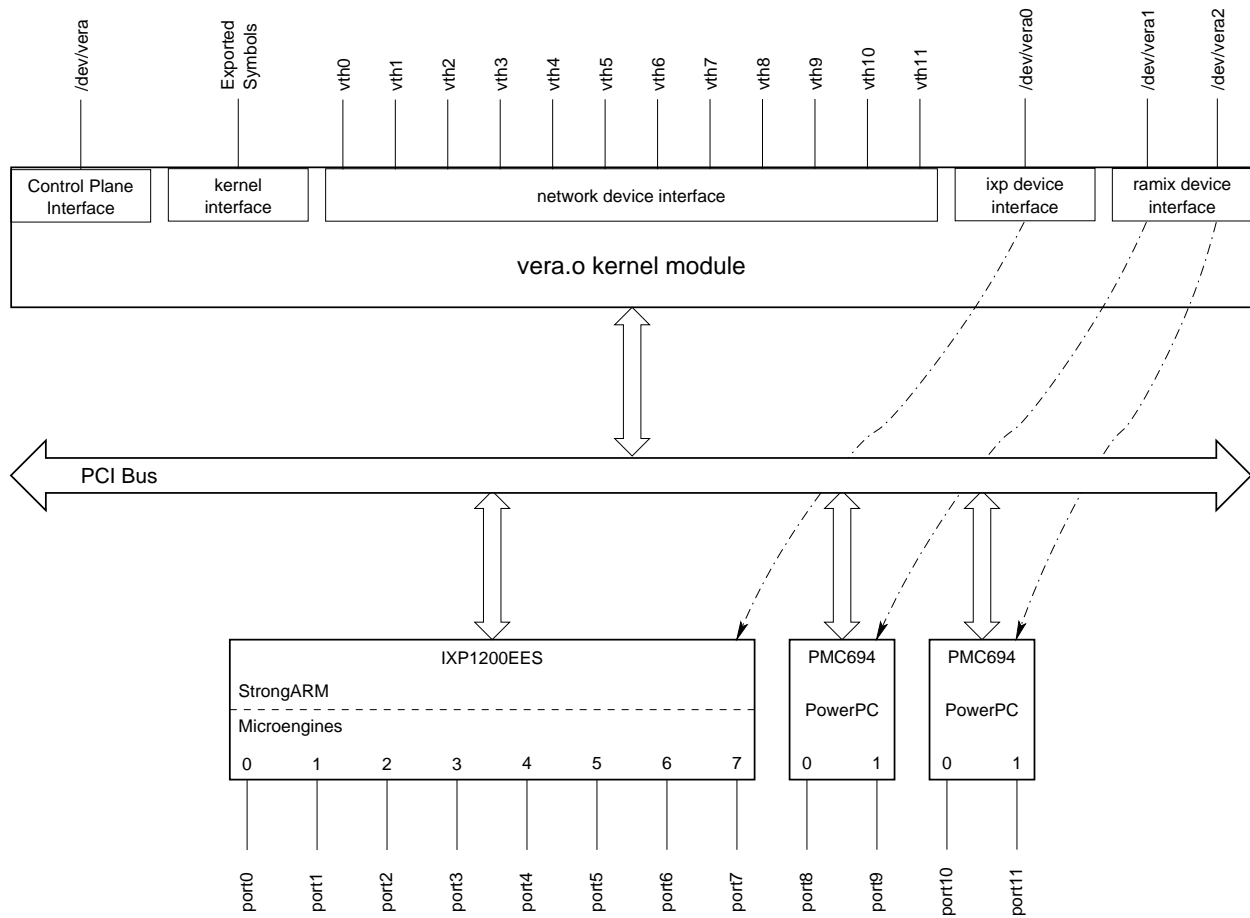 /dev/vera
Exported
Symbols
vth0
vth1
vth2
vth3
vth4
vth5
vth6
vth7
vth8
vth9
vth10
vth11
/dev/vera0
/dev/vera1
/dev/vera2
Control Plane
Interface
kernel
interface
network device interface
ixp device
interface
ramix device
interface
vera.o kernel module
PCI Bus
IXP1200EES
StrongARM
Microengines
0 1 2 3 4 5 6 7
PMC694
PowerPC
0 1
PMC694
PowerPC
0 1
port0
port1
port2
port3
port4
port5
port6
port7
port8
port9
port10
port11